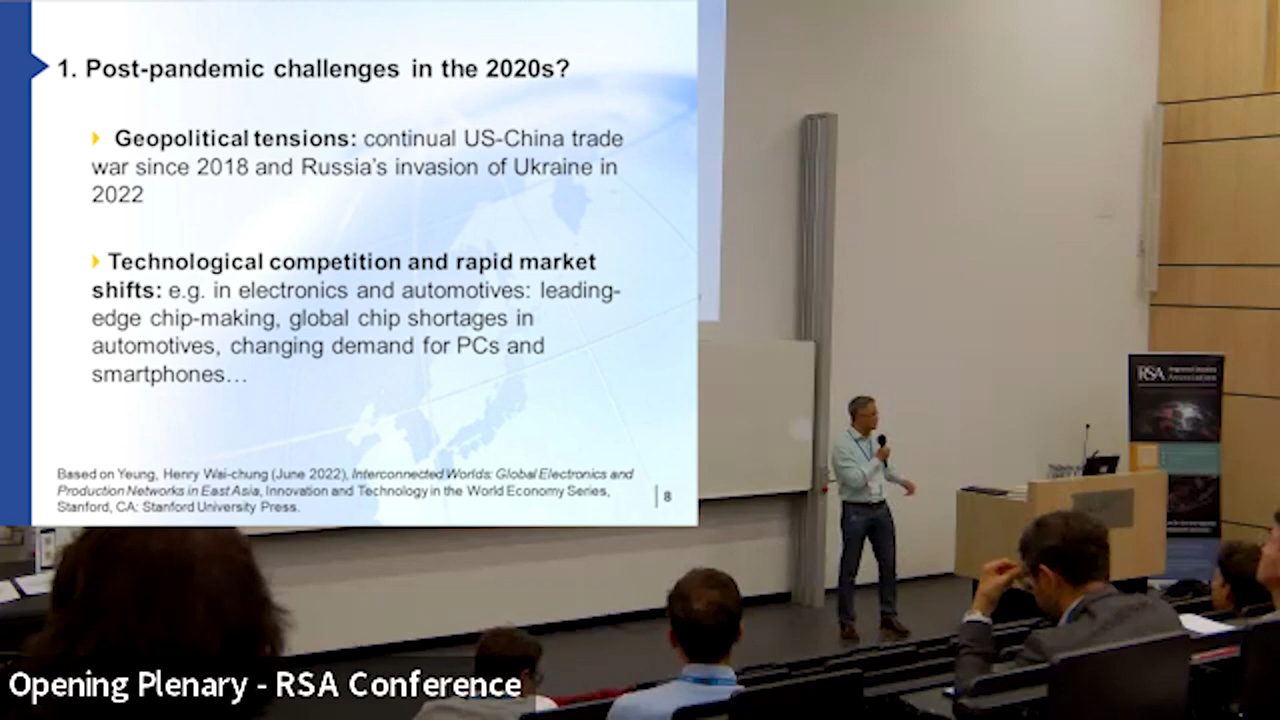 1. Post-pandemic challenges in the 2020s?
Geopolitical tensions: continual US-China trade
war since 2018 and Russia's invasion of Ukraine in
2022
Technological competition and rapid market
shifts: e.g. in electronics and automotives: leading-
edge chip-making, global chip shortages in
automotives, changing demand for PCs and
smartphones…
Based on Yeung, Henry Wai-chung (June 2022), Interconnected Worlds: Global Electronics and
Production Networks in East Asia, Innovation and Technology in the World Economy Series,
Stanford, CA: Stanford University Press.
8
RSA
Association
Opening Plenary - RSA Conference